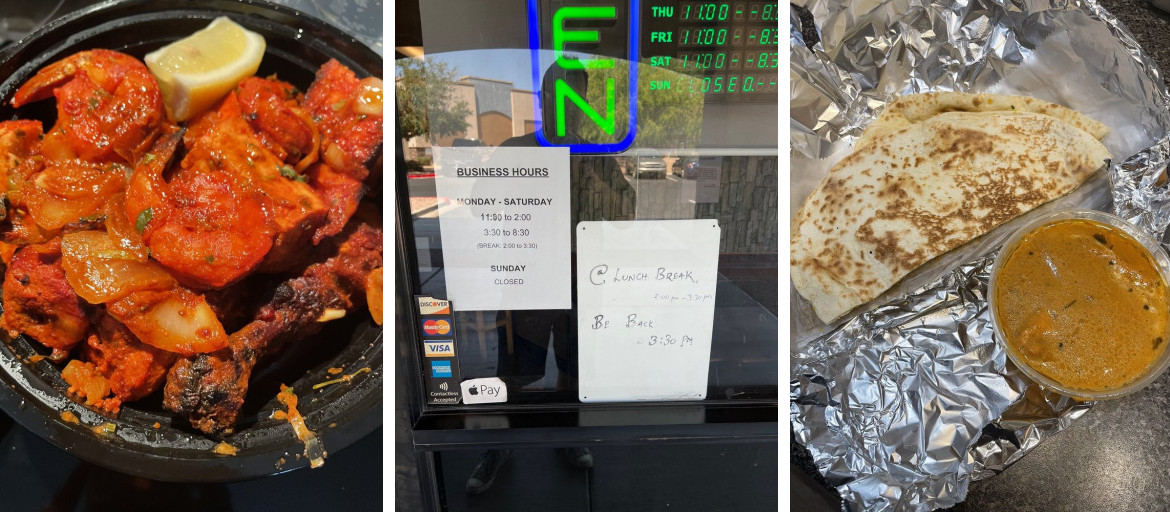 EN
THU 11:00 -- 8:3
FRI 11:00 -- 8:3
SAT 11:00 -- 8:3
SUN CLOSED.--
BUSINESS HOURS
MONDAY - SATURDAY
11:00 to 2:00
3:30 to 8:30
(BREAK: 2:00 to 3:30)
SUNDAY
CLOSED
@ LUNCH BREAK,
2:00 pm - 3:30 pm
BE BACK
- 3:30 PM
DISCOVER
MasterCard
VISA
Contactless
Accepted
Pay